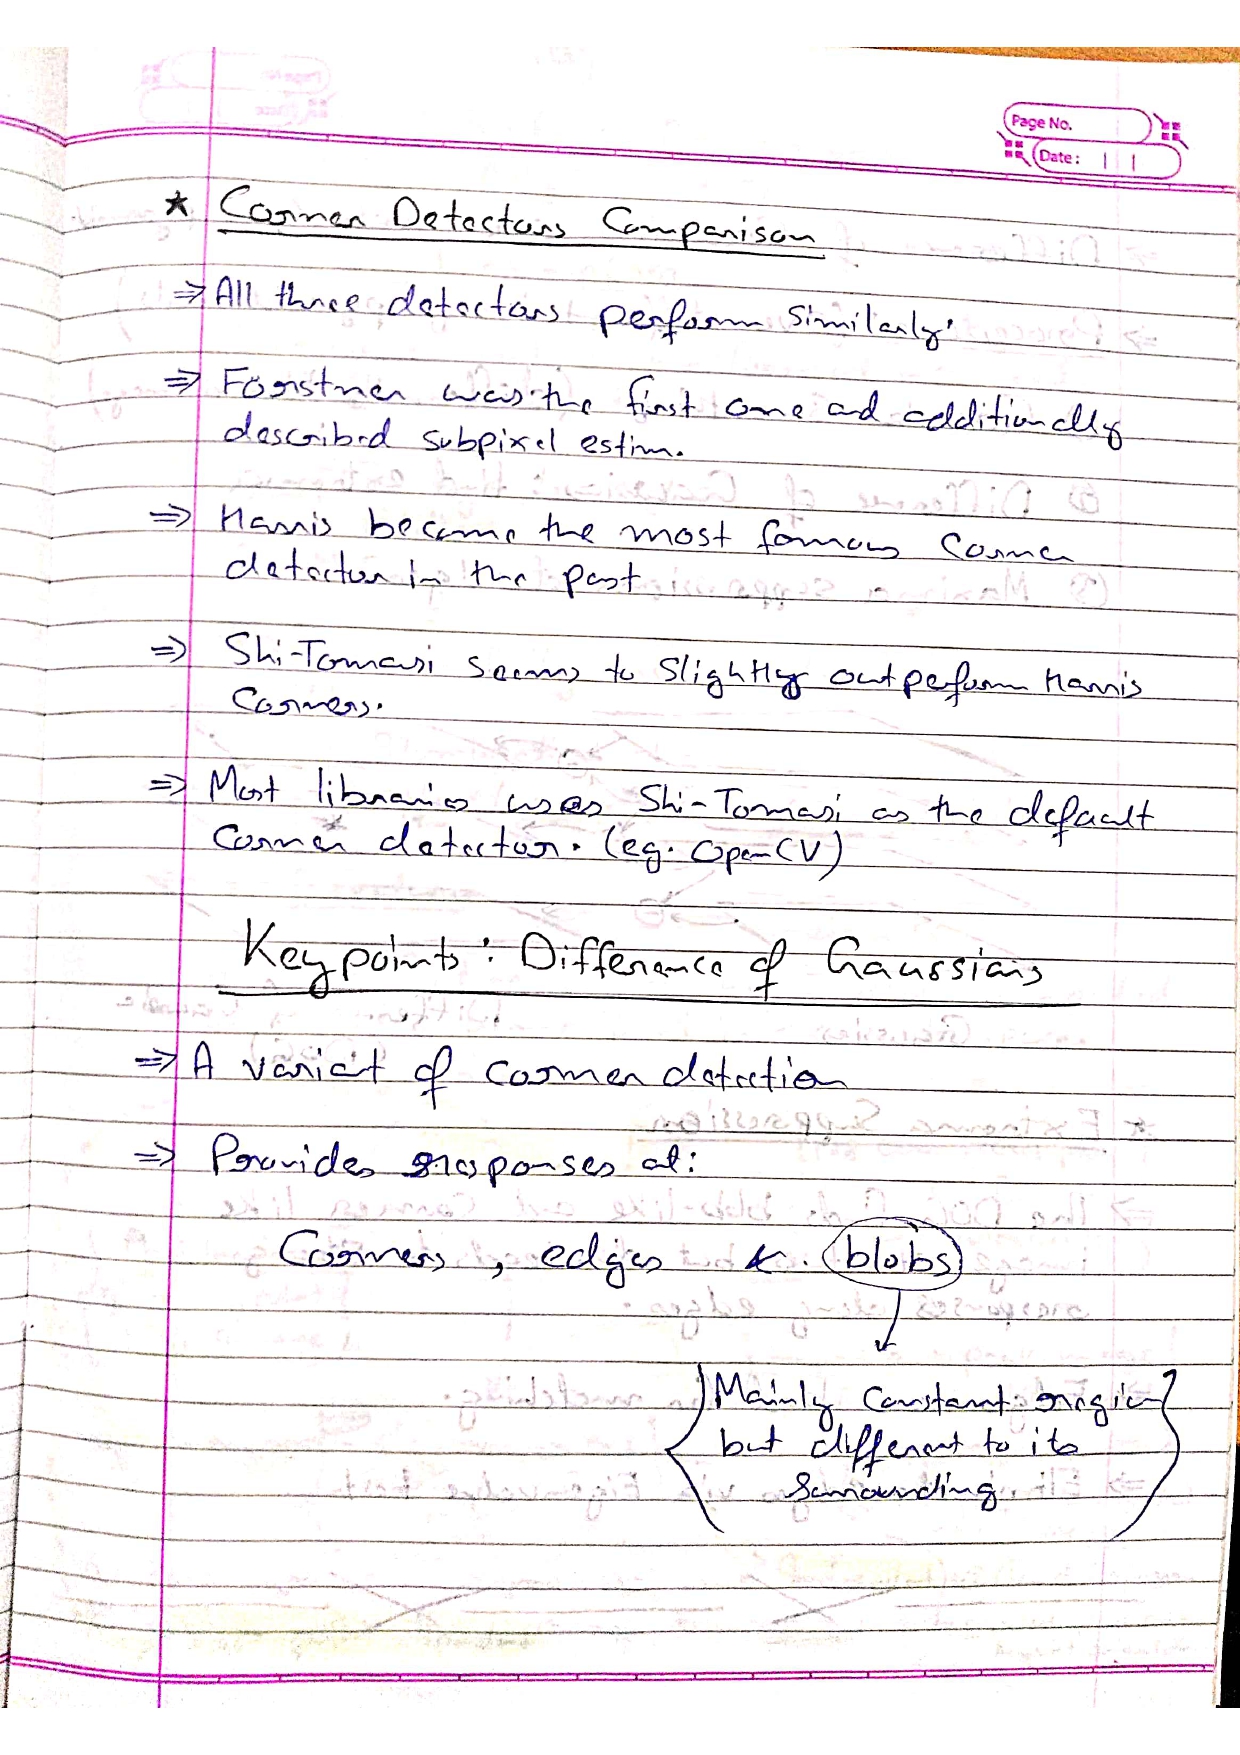 Page No.
Date:
* Corner Detectors Comparison
⇒ All three detectors perform similarly.
⇒ Förstner was the first one and additionally
described subpixel estim.
⇒ Harris became the most famous corner
detector in the past
⇒ Shi-Tomasi seems to slightly outperform Harris
Corners.
⇒ Most libraries uses Shi-Tomasi as the default
corner detector. (eg. OpenCV)
Keypoints: Difference of Gaussians
⇒ A variant of corner detection
⇒ Provides responses at:
Corners, edges & blobs
Mainly constant region
but different to its
surrounding.